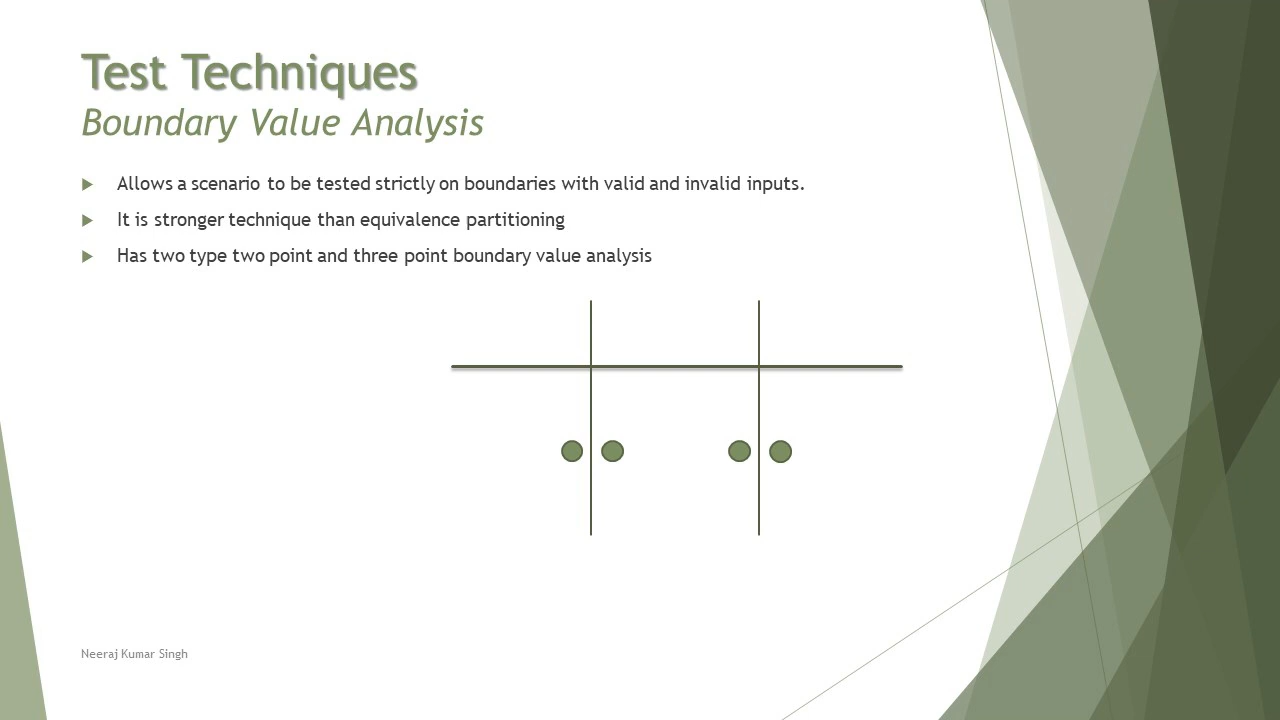 Test Techniques
Boundary Value Analysis
Allows a scenario to be tested strictly on boundaries with valid and invalid inputs.
It is stronger technique than equivalence partitioning
Has two type two point and three point boundary value analysis
Neeraj Kumar Singh